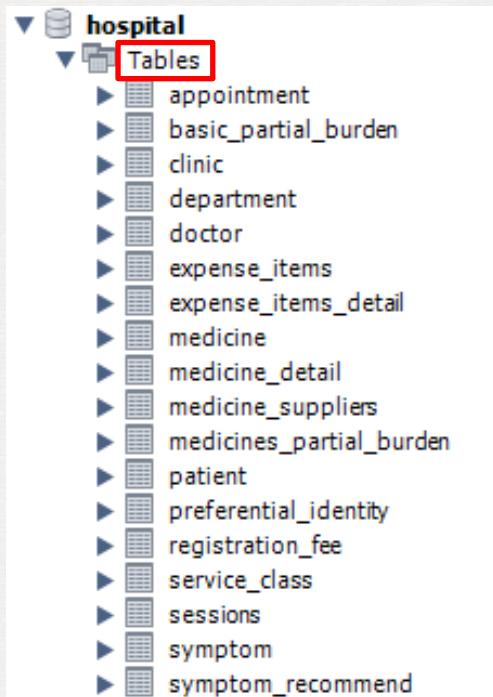 hospital
Tables
appointment
basic_partial_burden
clinic
department
doctor
expense_items
expense_items_detail
medicine
medicine_detail
medicine_suppliers
medicines_partial_burden
patient
preferential_identity
registration_fee
service_class
sessions
symptom
symptom_recommend